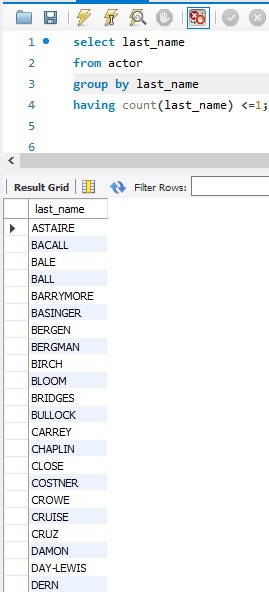 1 select last_name
2 from actor
3 group by last_name
4 having count(last_name) <=1;
5
6
Result Grid Filter Rows:
last_name
ASTAIRE
BACALL
BALE
BALL
BARRYMORE
BASINGER
BERGEN
BERGMAN
BIRCH
BLOOM
BRIDGES
BULLOCK
CARREY
CHAPLIN
CLOSE
COSTNER
CROWE
CRUISE
CRUZ
DAMON
DAY-LEWIS
DERN